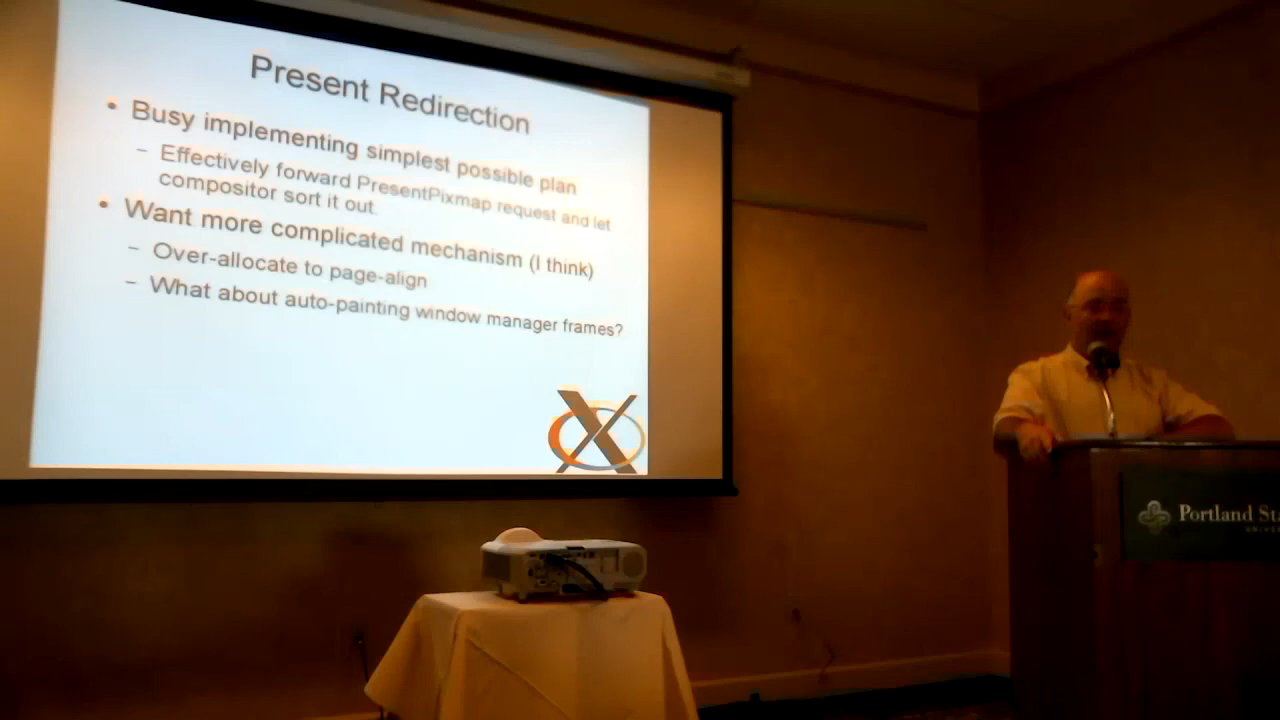 Present Redirection
• Busy implementing simplest possible plan
– Effectively forward PresentPixmap request and let
compositor sort it out.
• Want more complicated mechanism (I think)
– Over-allocate to page-align
– What about auto-painting window manager frames?
X
Portland St